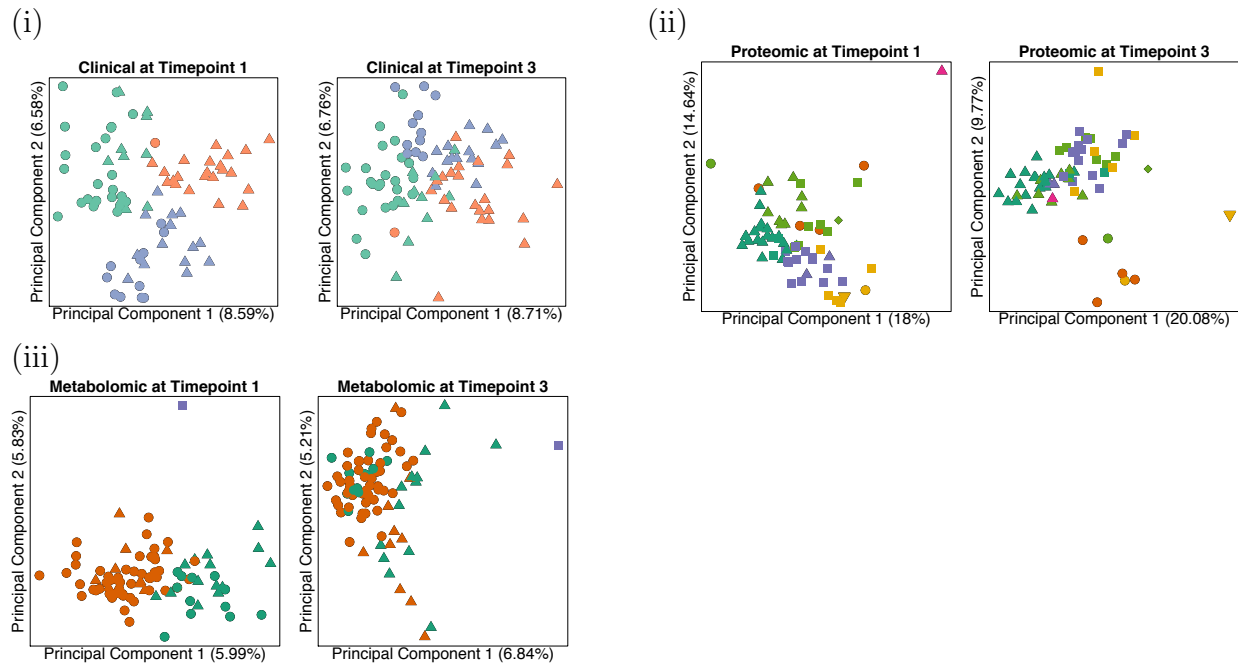 (i)
Clinical at Timepoint 1
Principal Component 2 (6.58%)
Principal Component 1 (8.59%)
Clinical at Timepoint 3
Principal Component 2 (6.76%)
Principal Component 1 (8.71%)
(ii)
Proteomic at Timepoint 1
Principal Component 2 (14.64%)
Principal Component 1 (18%)
Proteomic at Timepoint 3
Principal Component 2 (9.77%)
Principal Component 1 (20.08%)
(iii)
Metabolomic at Timepoint 1
Principal Component 2 (5.83%)
Principal Component 1 (5.99%)
Metabolomic at Timepoint 3
Principal Component 2 (5.21%)
Principal Component 1 (6.84%)